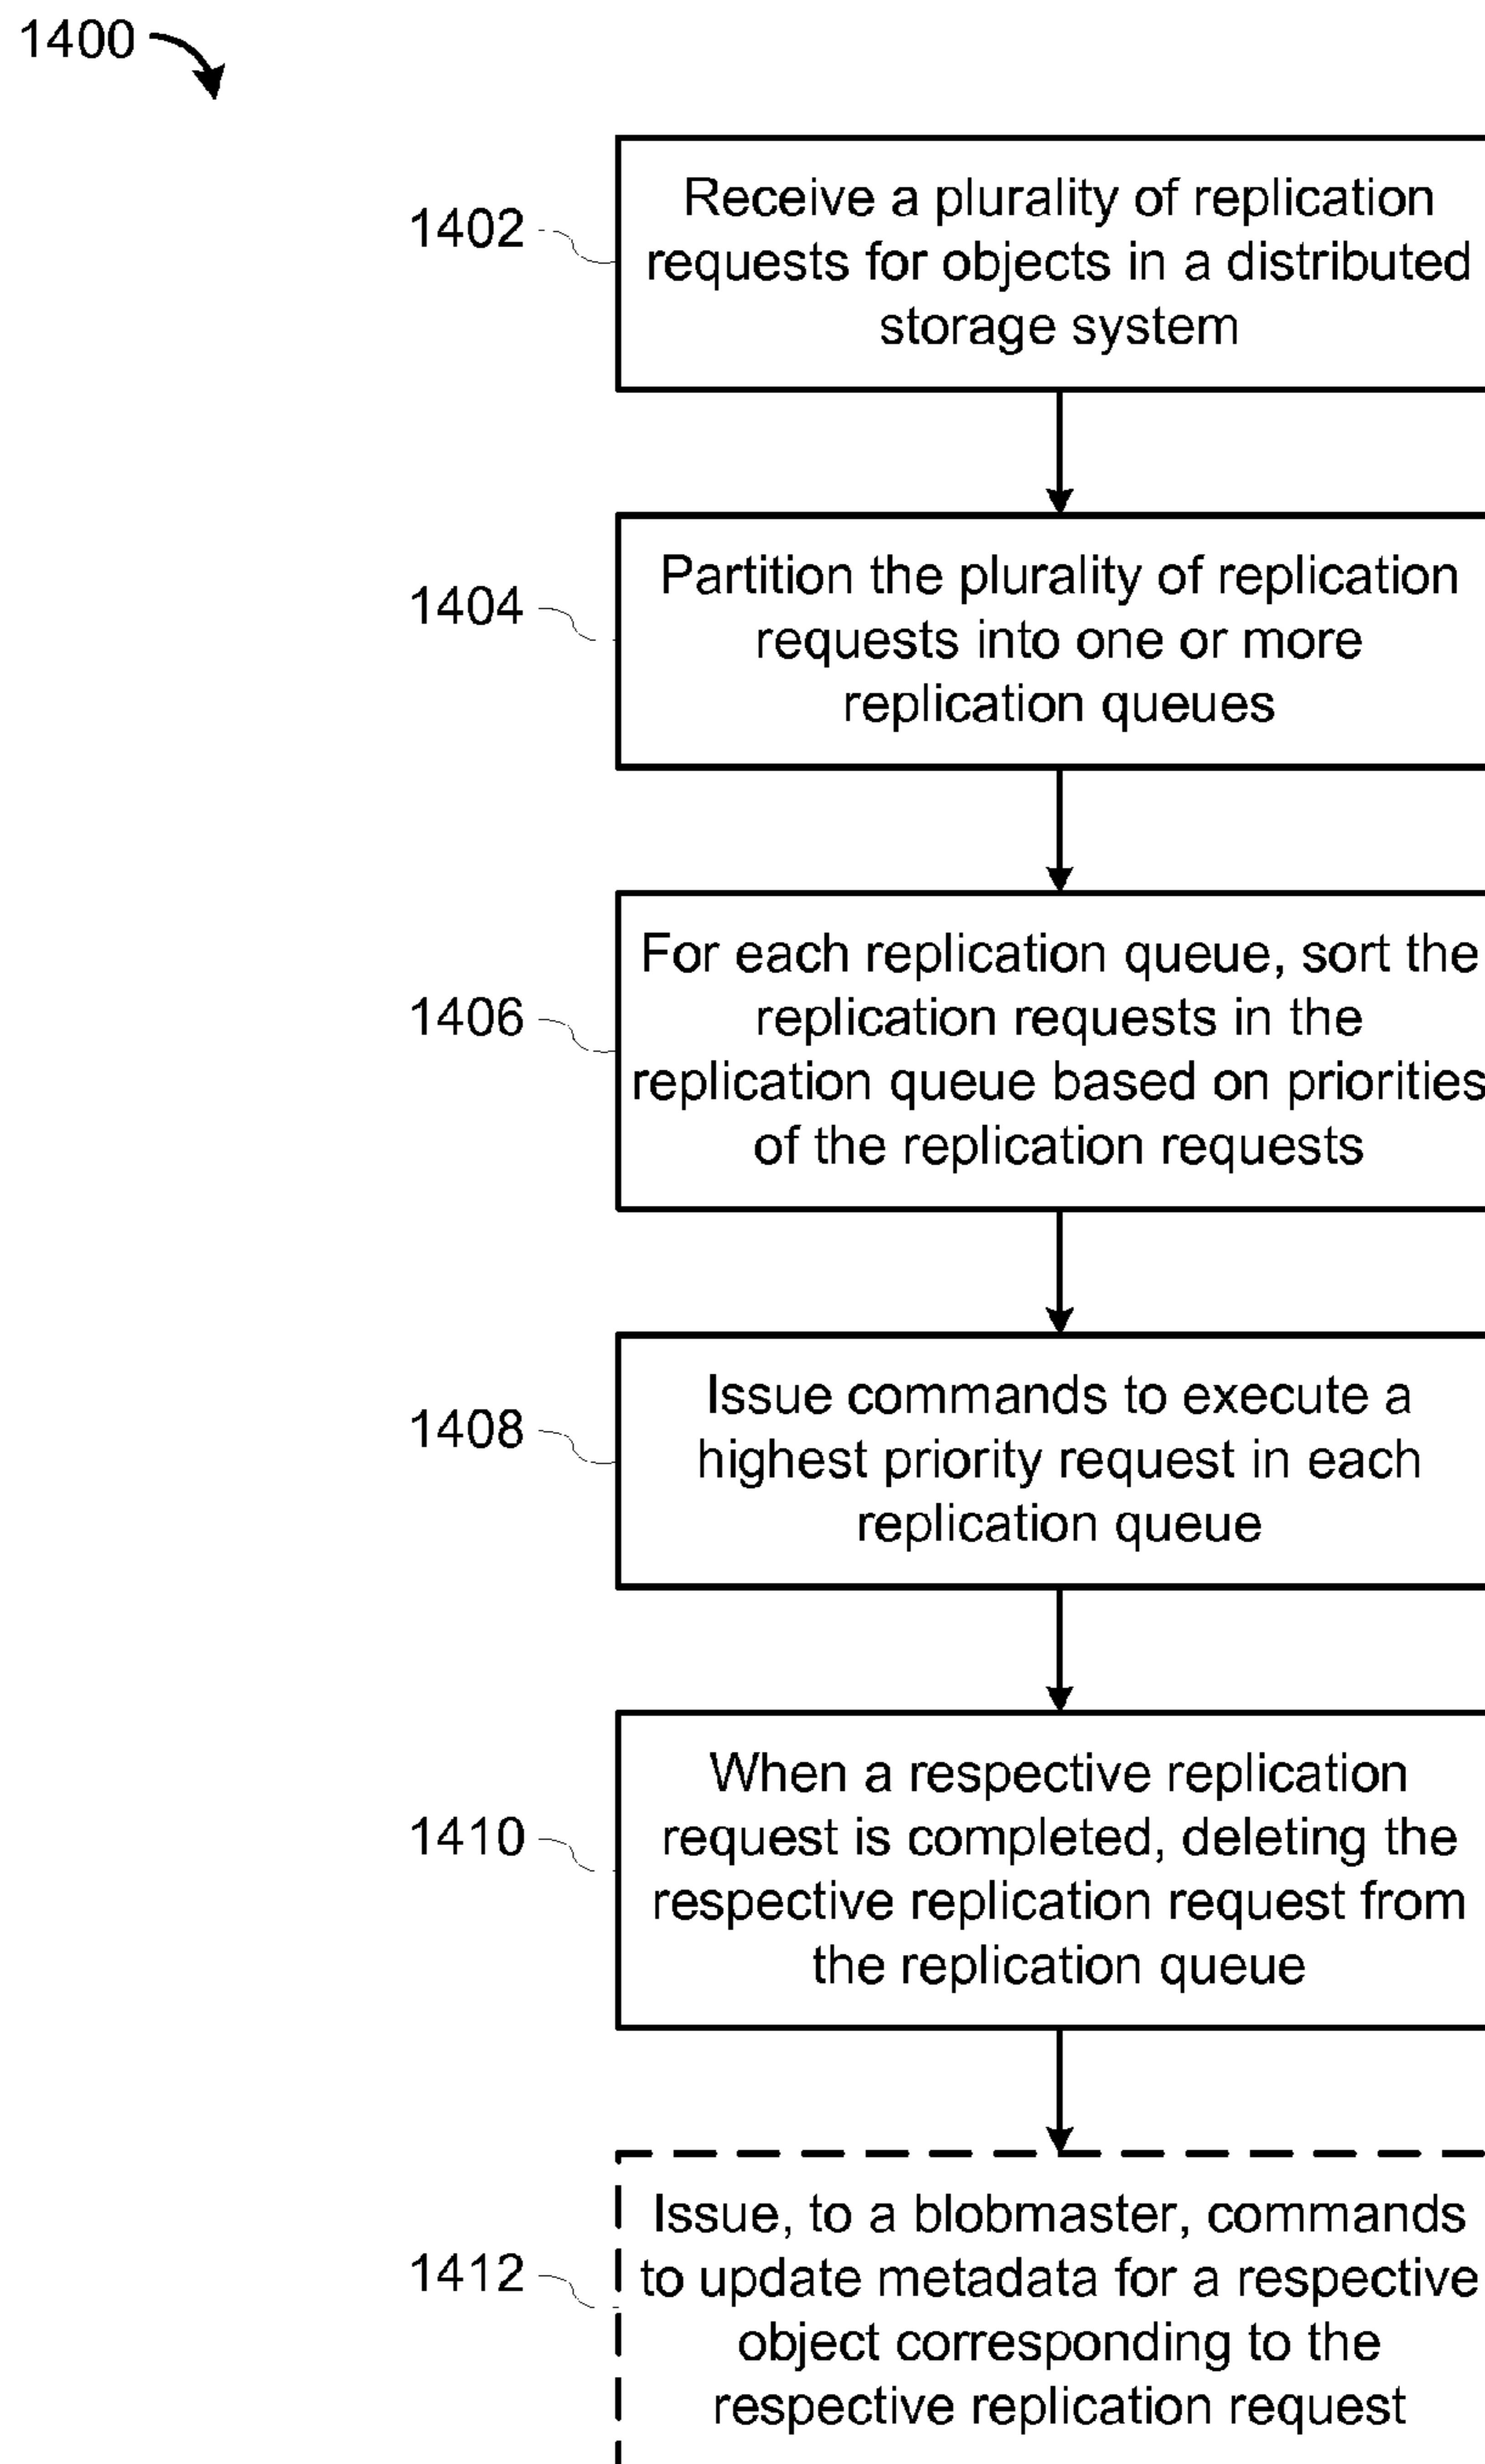 1400
1402
Receive a plurality of replication
requests for objects in a distributed
storage system
1404
Partition the plurality of replication
requests into one or more
replication queues
1406
For each replication queue, sort the
replication requests in the
replication queue based on priorities
of the replication requests
1408
Issue commands to execute a
highest priority request in each
replication queue
1410
When a respective replication
request is completed, deleting the
respective replication request from
the replication queue
1412
Issue, to a blobmaster, commands
to update metadata for a respective
object corresponding to the
respective replication request